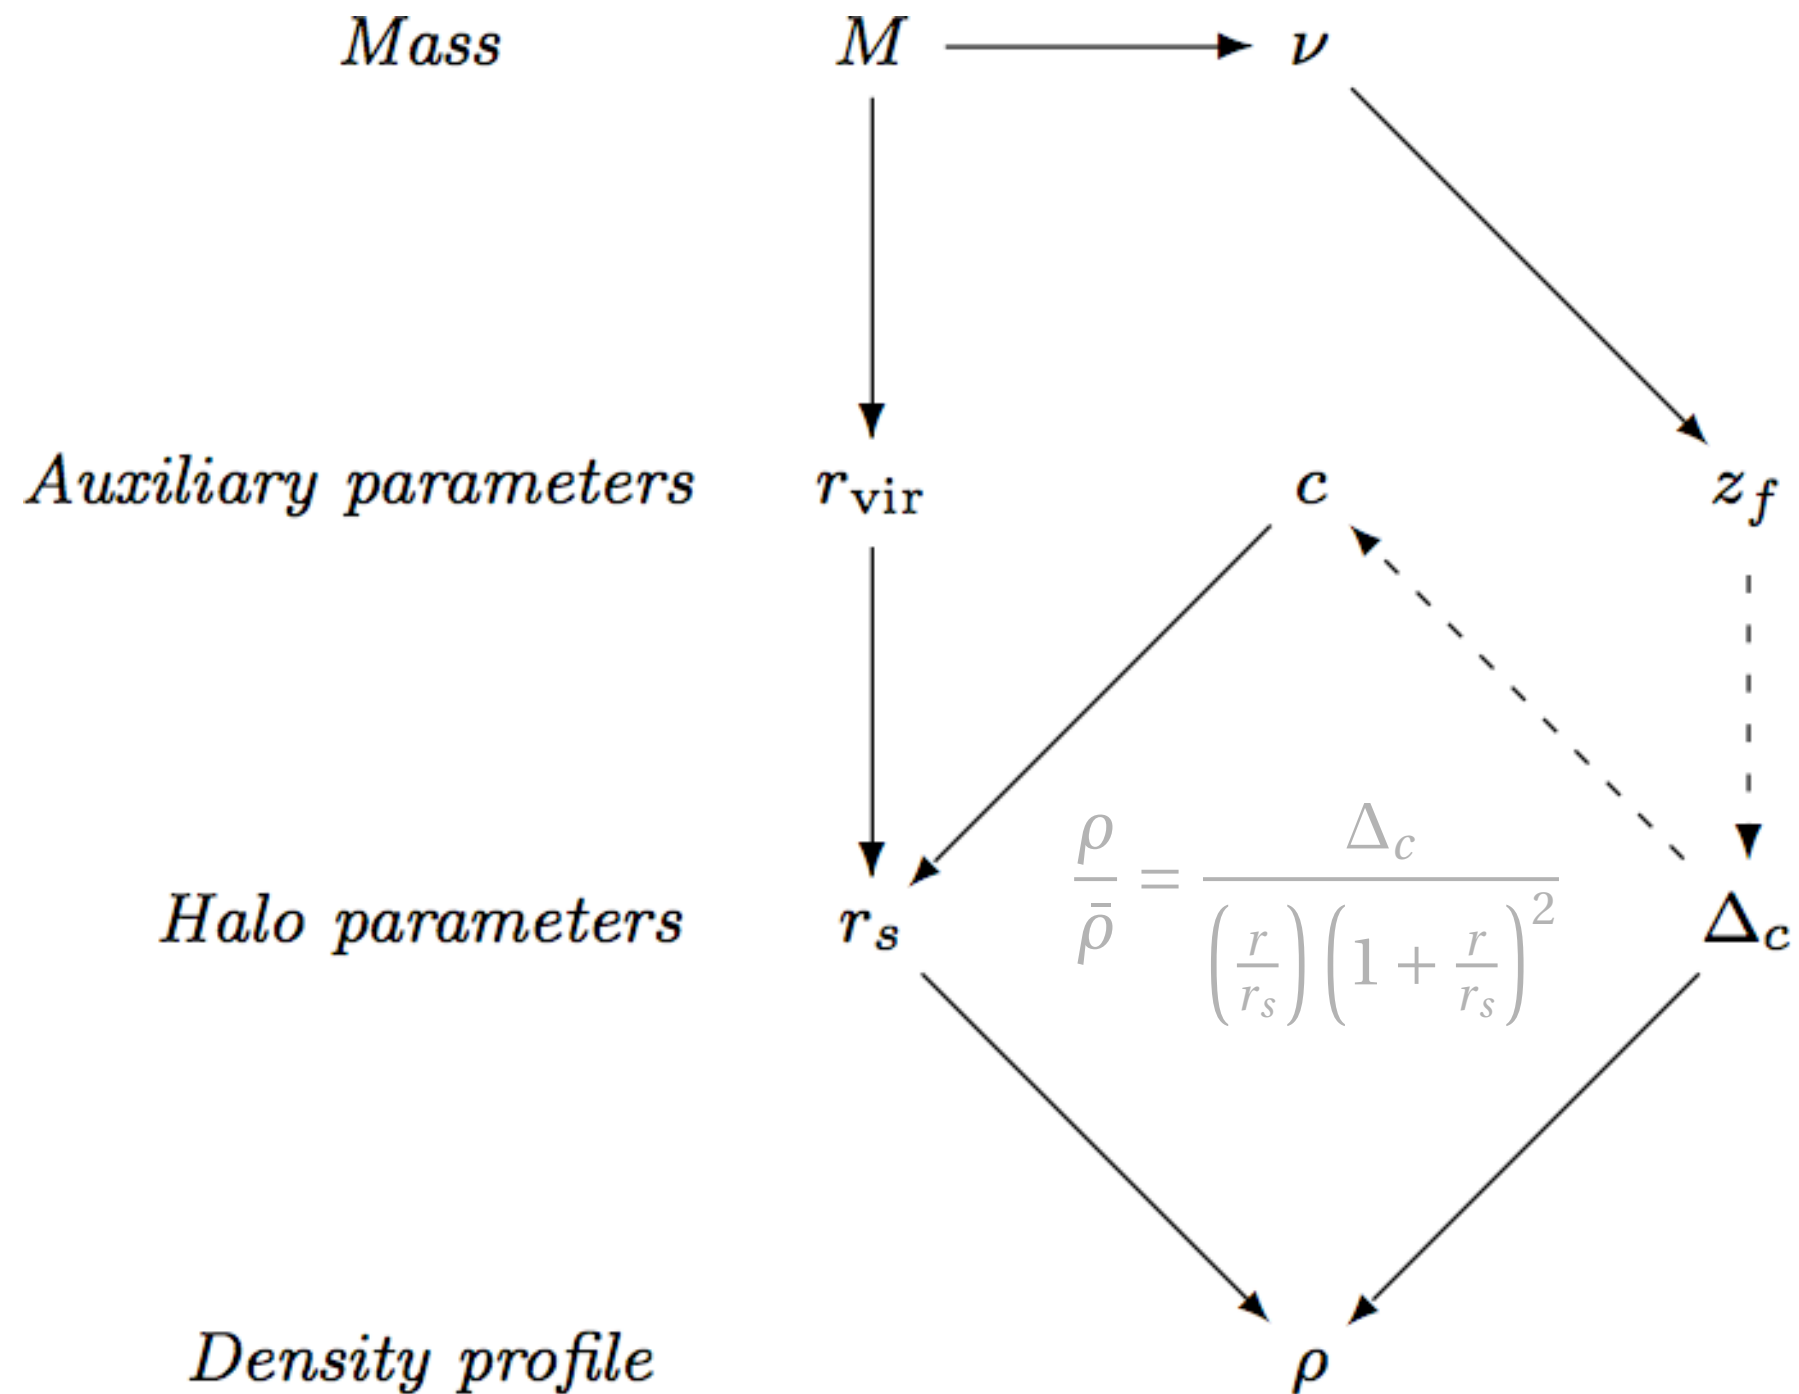 Mass M ν
Auxiliary parameters r_vir c z_f
ρ/ρ̄ = Δ_c / (r/r_s)(1 + r/r_s)^2
Halo parameters r_s Δ_c
Density profile ρ